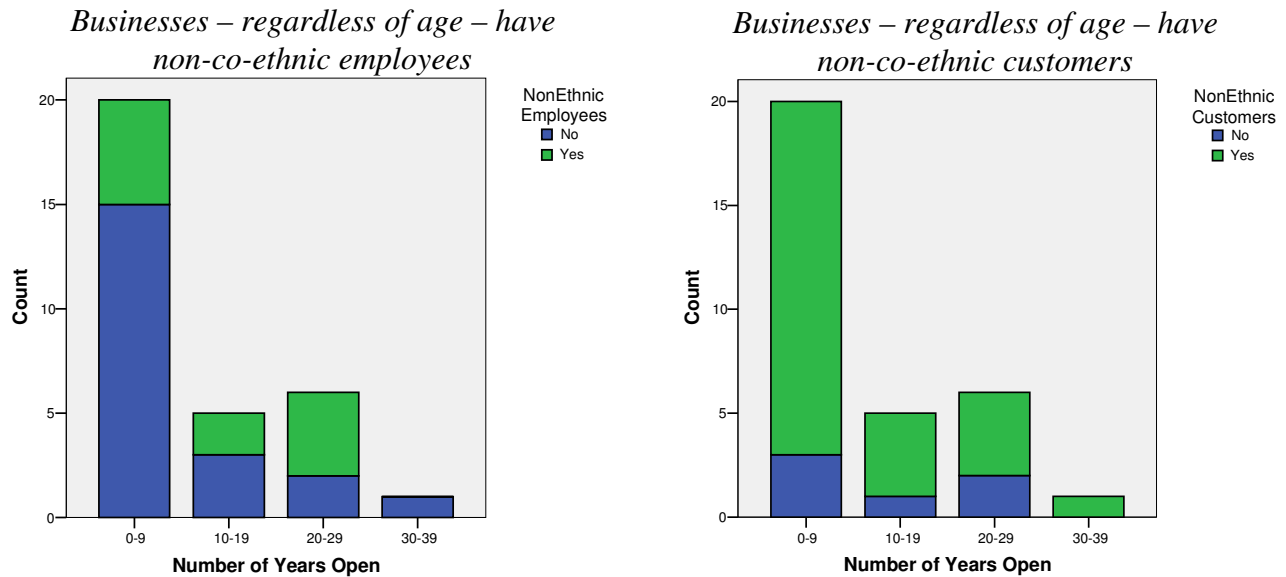 Businesses – regardless of age – have
non-co-ethnic employees
20
15
10
5
0
Count
0-9
10-19
20-29
30-39
Number of Years Open
NonEthnic
Employees
No
Yes
Businesses – regardless of age – have
non-co-ethnic customers
20
15
10
5
0
Count
0-9
10-19
20-29
30-39
Number of Years Open
NonEthnic
Customers
No
Yes